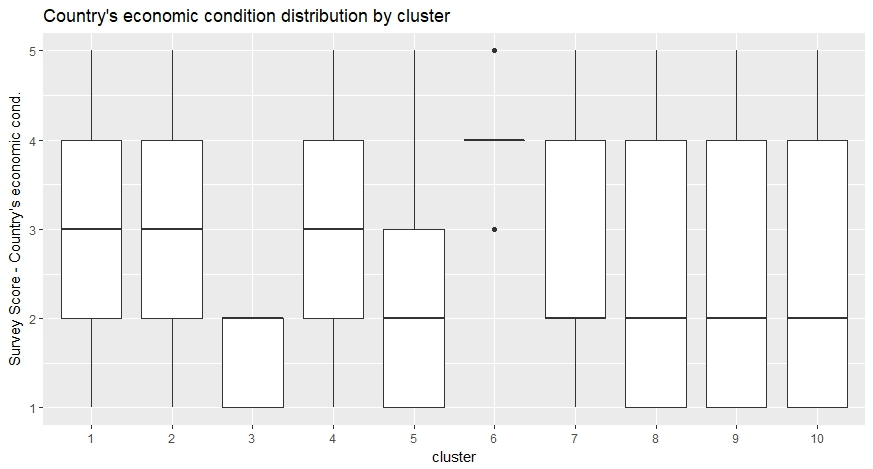 Country's economic condition distribution by cluster
Survey Score - Country's economic cond.
5
4
3
2
1
1 2 3 4 5 6 7 8 9 10
cluster